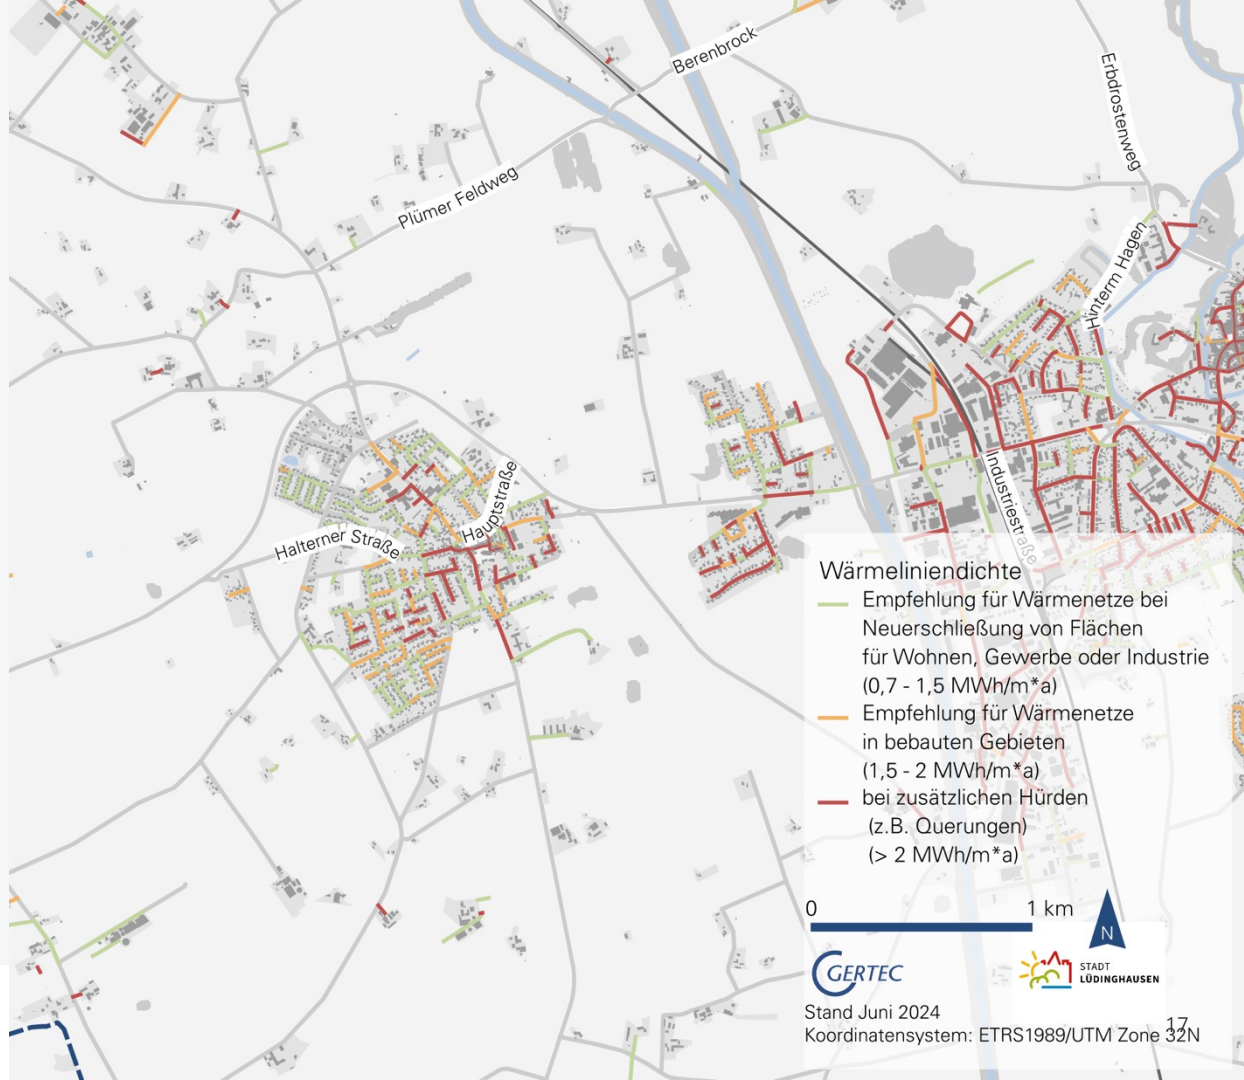 Berenbrock
Erbdrostenweg
Plümer Feldweg
Hinterm Hagen
Hauptstraße
Halterner Straße
Industriestraße
Wärmeliniendichte
Empfehlung für Wärmenetze bei
Neuerschließung von Flächen
für Wohnen, Gewerbe oder Industrie
(0,7 - 1,5 MWh/m*a)
Empfehlung für Wärmenetze
in bebauten Gebieten
(1,5 - 2 MWh/m*a)
bei zusätzlichen Hürden
(z.B. Querungen)
(> 2 MWh/m*a)
0 1 km
N
GERTEC
STADT
LÜDINGHAUSEN
Stand Juni 2024
17
Koordinatensystem: ETRS1989/UTM Zone 32N